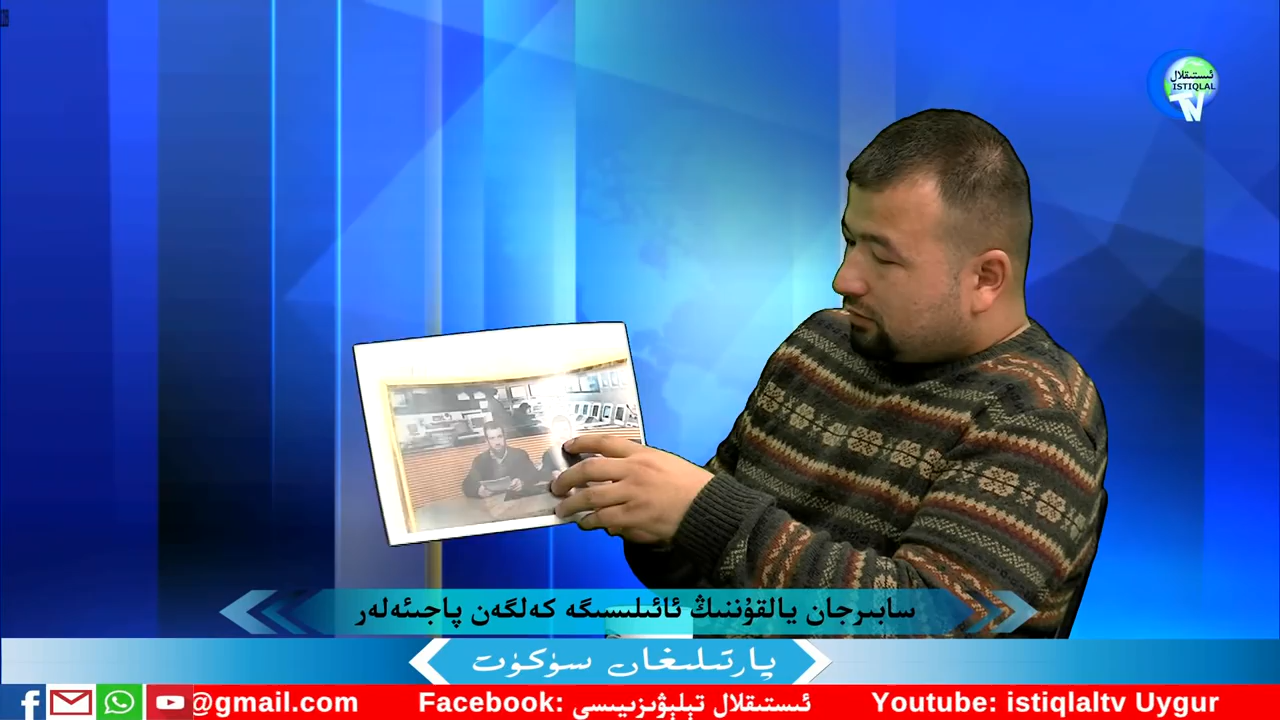 ئىستىقلال
ISTIQLAL
TV
سابىرجان يالقۇننىڭ ئائىلىسىگە كەلگەن پاجىئەلەر
پارتىلىغان سۈكۈت
@gmail.com Facebook: ئىستىقلال تېلېۋىزىيىسى Youtube: istiqlaltv Uygur